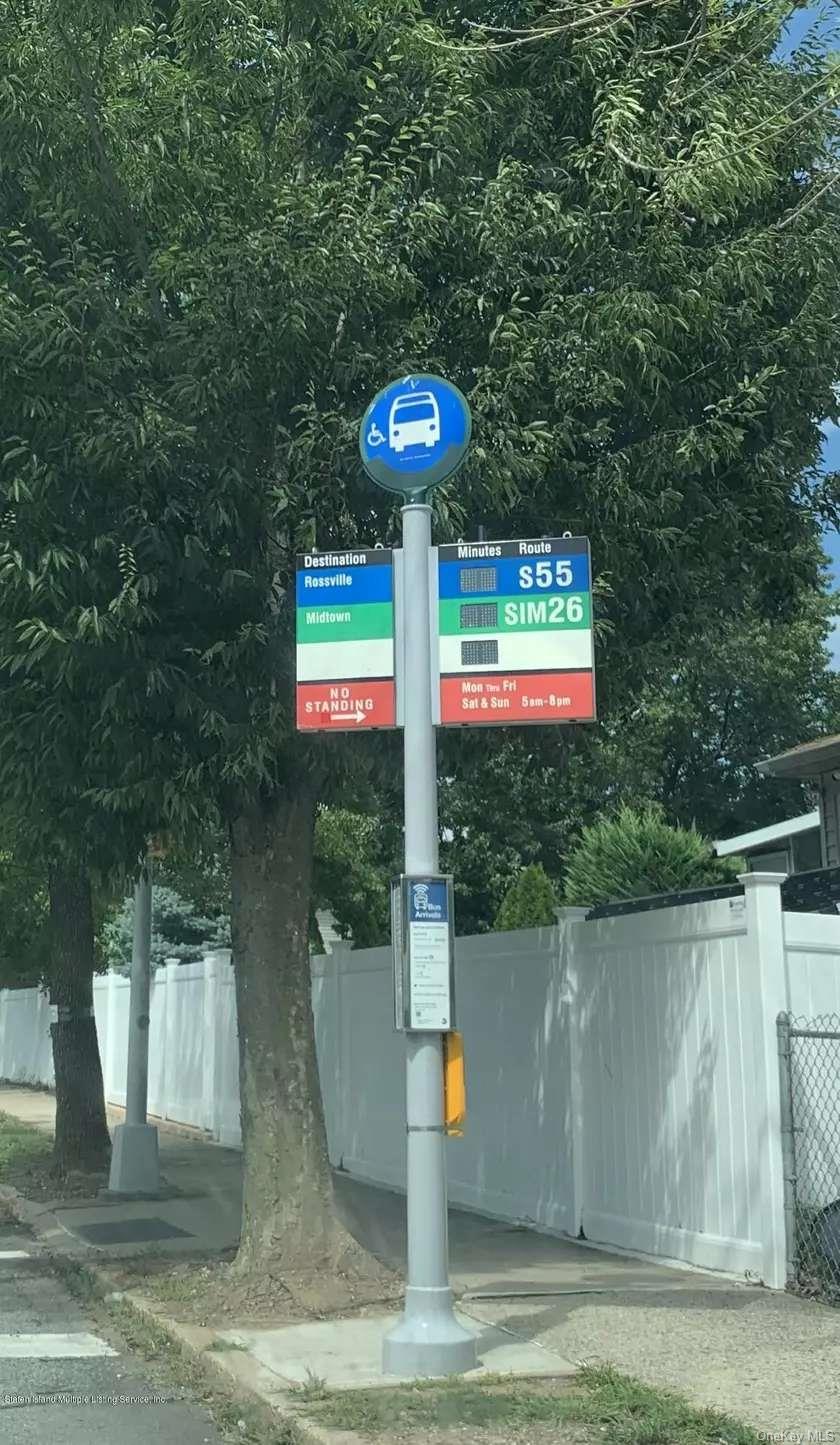 Destination
Rossville
Midtown
NO
STANDING
Minutes Route
S55
SIM26
Mon Thru Fri
Sat & Sun 5am-8pm
Bus
Arrivals
Staten Island Multiple Listing Service, Inc.
OneKey MLS